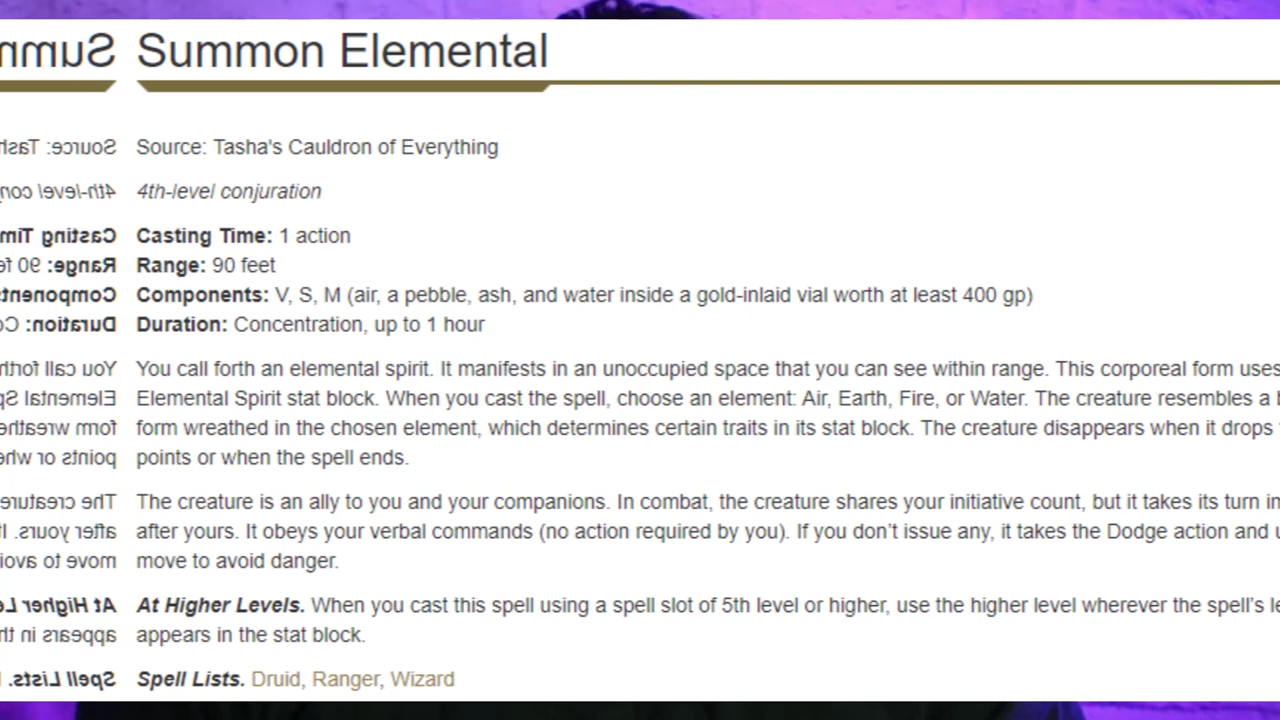 Summon Elemental
Source: Tasha's Cauldron of Everything
4th-level conjuration
Casting Time: 1 action
Range: 90 feet
Components: V, S, M (air, a pebble, ash, and water inside a gold-inlaid vial worth at least 400 gp)
Duration: Concentration, up to 1 hour
You call forth an elemental spirit. It manifests in an unoccupied space that you can see within range. This corporeal form uses
Elemental Spirit stat block. When you cast the spell, choose an element: Air, Earth, Fire, or Water. The creature resembles a
form wreathed in the chosen element, which determines certain traits in its stat block. The creature disappears when it drops
points or when the spell ends.
The creature is an ally to you and your companions. In combat, the creature shares your initiative count, but it takes its turn
after yours. It obeys your verbal commands (no action required by you). If you don’t issue any, it takes the Dodge action and
move to avoid danger.
At Higher Levels. When you cast this spell using a spell slot of 5th level or higher, use the higher level wherever the spell’s
appears in the stat block.
Spell Lists. Druid, Ranger, Wizard